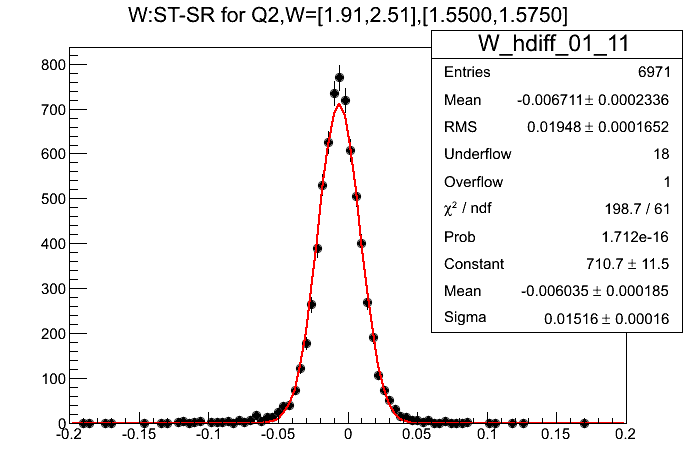 W:ST-SR for Q2,W=[1.91,2.51],[1.5500,1.5750]
W_hdiff_01_11
Entries 6971
Mean -0.006711± 0.0002336
RMS 0.01948 ± 0.0001652
Underflow 18
Overflow 1
χ² / ndf 198.7 / 61
Prob 1.712e-16
Constant 710.7 ± 11.5
Mean -0.006035 ± 0.000185
Sigma 0.01516 ± 0.00016
800
700
600
500
400
300
200
100
0
-0.2 -0.15 -0.1 -0.05 0 0.05 0.1 0.15 0.2